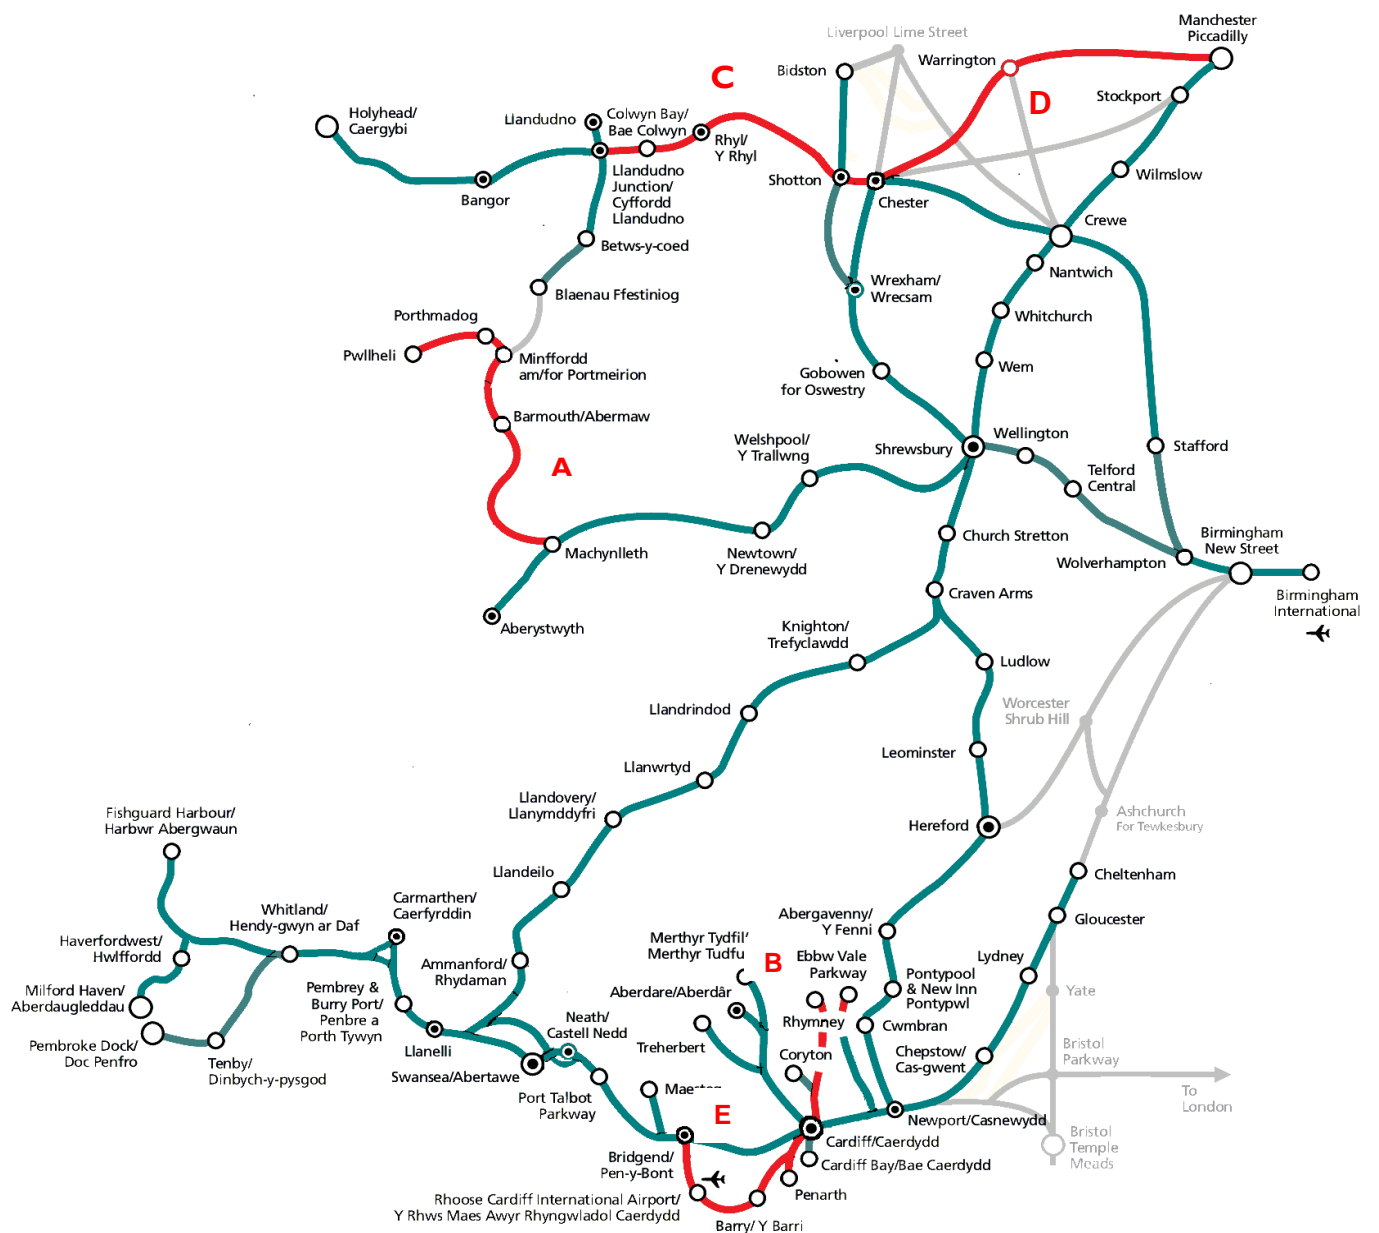 Manchester
Piccadilly
Liverpool Lime Street
Warrington
Bidston
C
D
Stockport
Holyhead/
Caergybi
Llandudno
Colwyn Bay/
Bae Colwyn
Rhyl/
Y Rhyl
Llandudno
Junction/
Cyffordd
Llandudno
Bangor
Shotton
Chester
Wilmslow
Crewe
Betws-y-coed
Nantwich
Wrexham/
Wrecsam
Blaenau Ffestiniog
Whitchurch
Porthmadog
Pwllheli
Minffordd
am/for Portmeirion
Gobowen
for Oswestry
Wem
Barmouth/Abermaw
Welshpool/
Y Trallwng
Shrewsbury
Wellington
Stafford
A
Telford
Central
Machynlleth
Newtown/
Y Drenewydd
Church Stretton
Wolverhampton
Birmingham
New Street
Birmingham
International
Craven Arms
Aberystwyth
Knighton/
Trefyclawdd
Ludlow
Llandrindod
Worcester
Shrub Hill
Leominster
Llanwrtyd
Llandovery/
Llanymddyfri
Fishguard Harbour/
Harbwr Abergwaun
Hereford
Ashchurch
For Tewkesbury
Llandeilo
Cheltenham
Carmarthen/
Caerfyrddin
Whitland/
Hendy-gwyn ar Daf
Abergavenny/
Y Fenni
Gloucester
Haverfordwest/
Hwlffordd
Merthyr Tydfil/
Merthyr Tudfu
B
Ebbw Vale
Parkway
Lydney
Ammanford/
Rhydaman
Milford Haven/
Aberdaugleddau
Pembrey &
Burry Port/
Penbre a
Porth Tywyn
Aberdare/Aberdâr
Pontypool
& New Inn
Pontypwl
Yate
Neath/
Castell Nedd
Rhymney
Cwmbran
Pembroke Dock/
Doc Penfro
Tenby/
Dinbych-y-pysgod
Llanelli
Treherbert
Coryton
Chepstow/
Cas-gwent
Bristol
Parkway
Swansea/Abertawe
Port Talbot
Parkway
Maesteg
To
London
E
Newport/Casnewydd
Cardiff/Caerdydd
Bristol
Temple
Meads
Bridgend/
Pen-y-Bont
Cardiff Bay/Bae Caerdydd
Penarth
Rhoose Cardiff International Airport/
Y Rhws Maes Awyr Rhyngwladol Caerdydd
Barry/ Y Barri